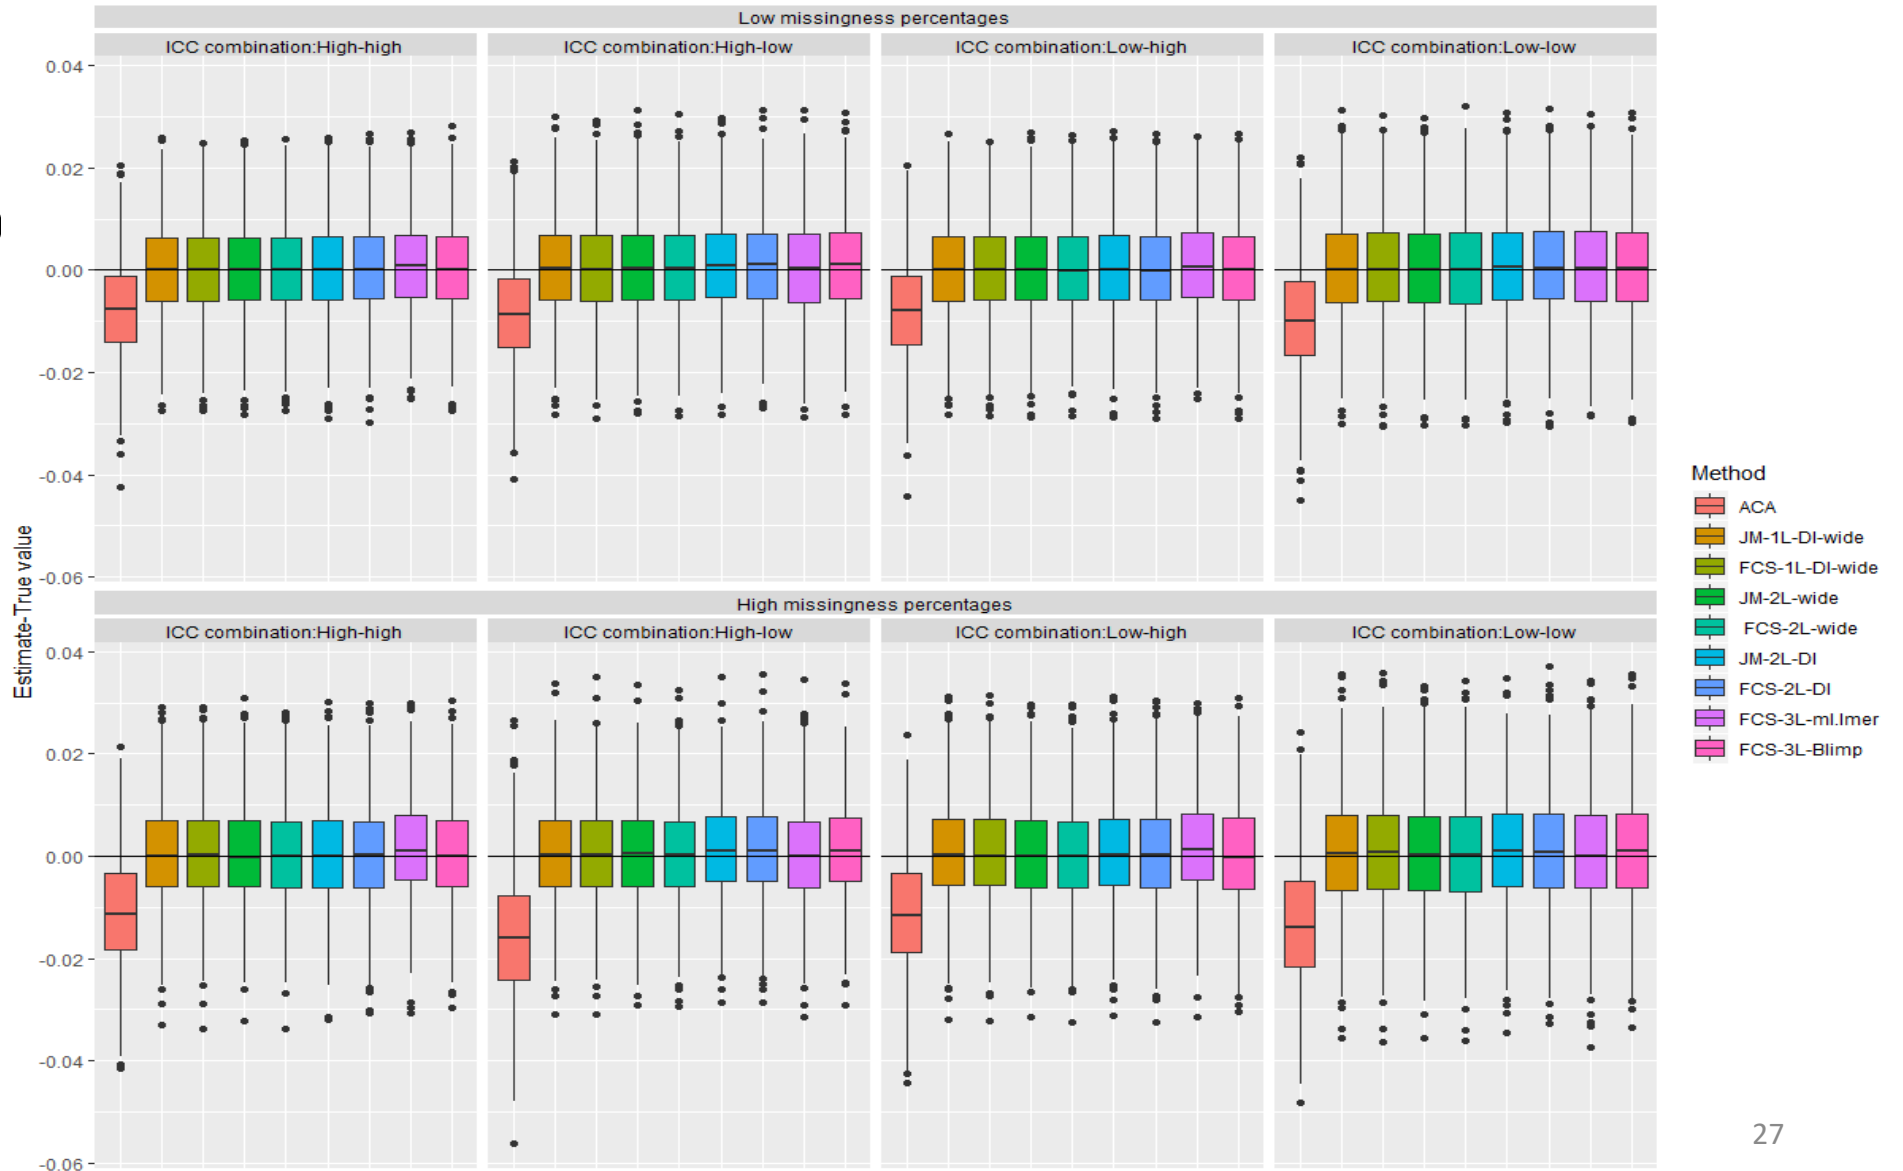 Low missingness percentages
ICC combination:High-high
ICC combination:High-low
ICC combination:Low-high
ICC combination:Low-low
0.04
0.02
0.00
-0.02
-0.04
-0.06
High missingness percentages
ICC combination:High-high
ICC combination:High-low
ICC combination:Low-high
ICC combination:Low-low
0.04
0.02
0.00
-0.02
-0.04
-0.06
Estimate-True value
Method
ACA
JM-1L-DI-wide
FCS-1L-DI-wide
JM-2L-wide
FCS-2L-wide
JM-2L-DI
FCS-2L-DI
FCS-3L-ml.lmer
FCS-3L-Blimp
27